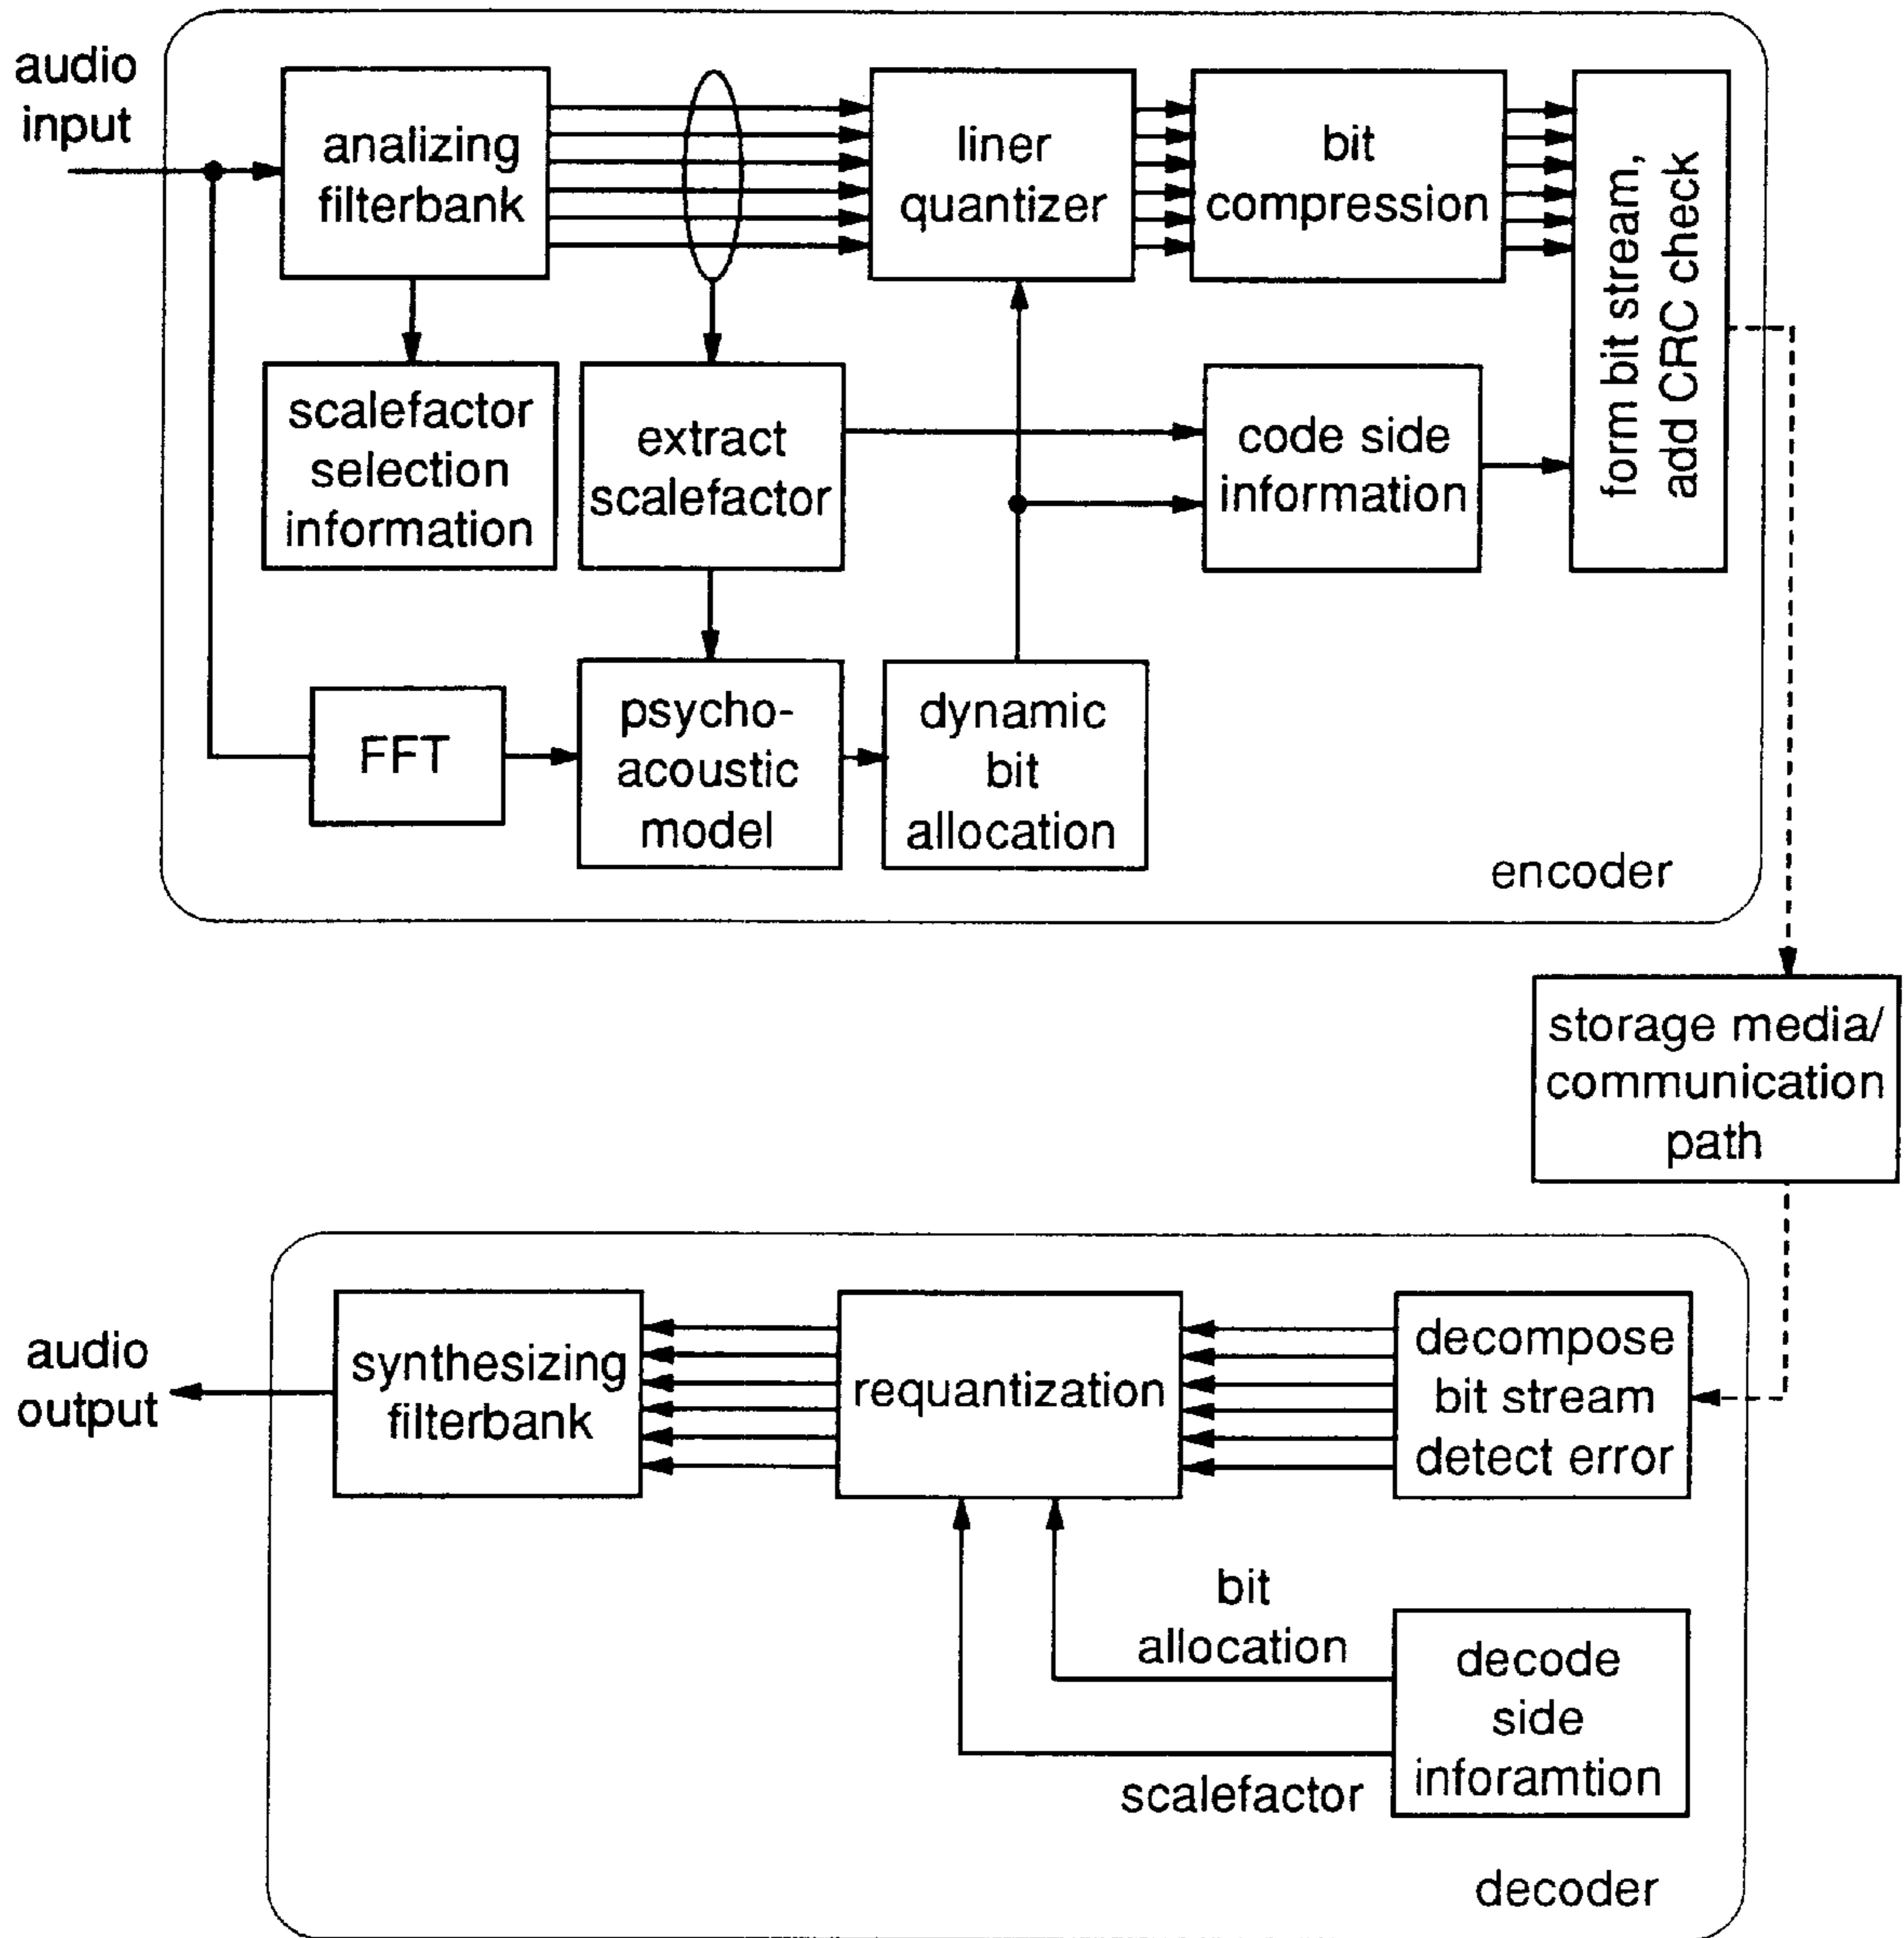 audio
input
analizing
filterbank
liner
quantizer
bit
compression
form bit stream,
add CRC check
scalefactor
selection
information
extract
scalefactor
code side
information
FFT
psycho-
acoustic
model
dynamic
bit
allocation
encoder
storage media/
communication
path
audio
output
synthesizing
filterbank
requantization
decompose
bit stream
detect error
bit
allocation
scalefactor
decode
side
inforamtion
decoder